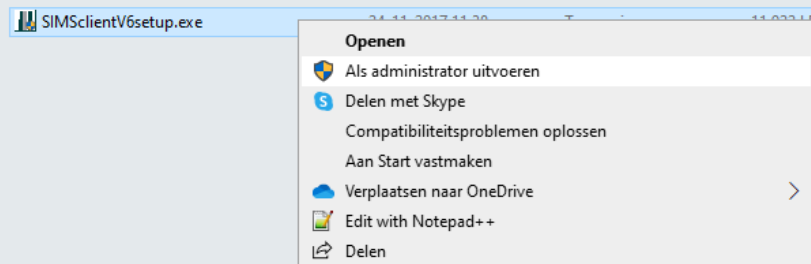 SIMSclientV6setup.exe
Openen
Als administrator uitvoeren
Delen met Skype
Compatibiliteitsproblemen oplossen
Aan Start vastmaken
Verplaatsen naar OneDrive
Edit with Notepad++
Delen